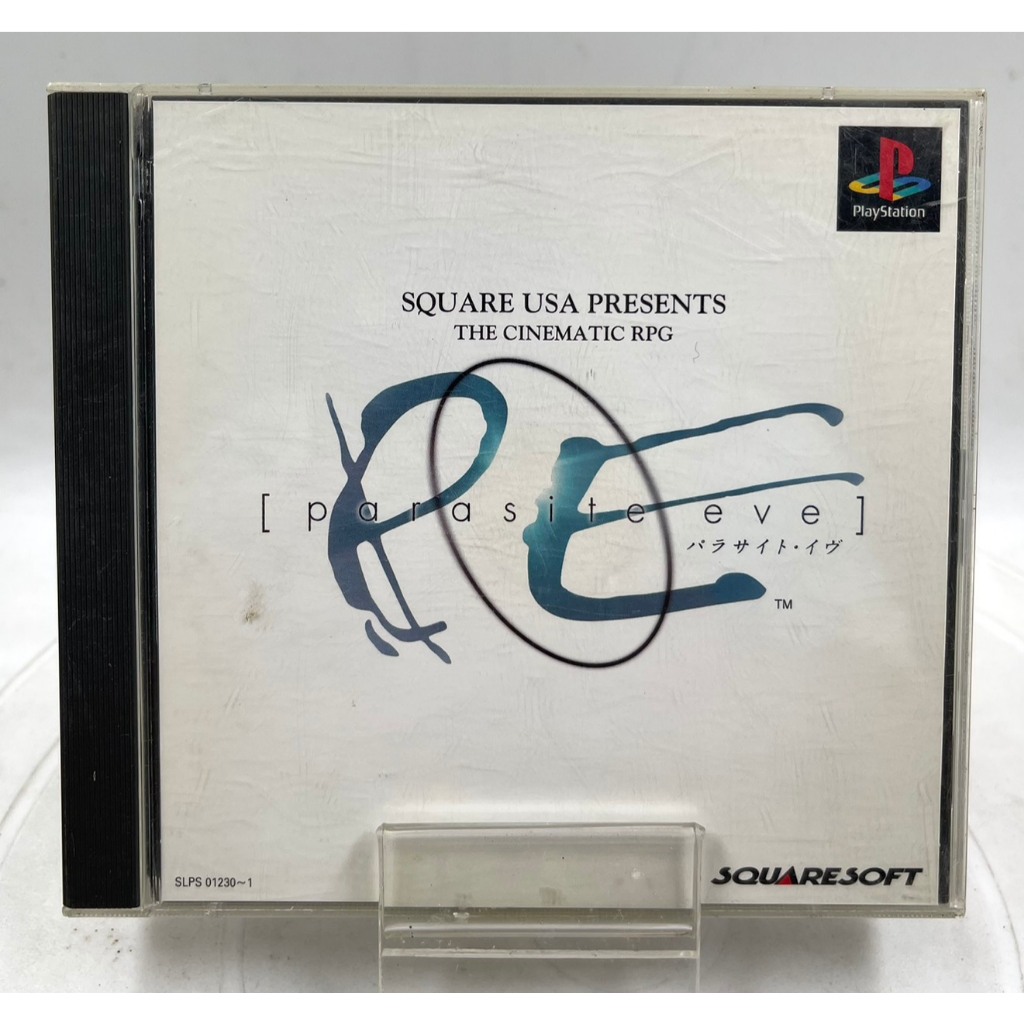 PlayStation
SQUARE USA PRESENTS
THE CINEMATIC RPG
PE
[ parasite eve ]
パラサイト・イヴ
TM
SLPS 01230~1
SQUARESOFT